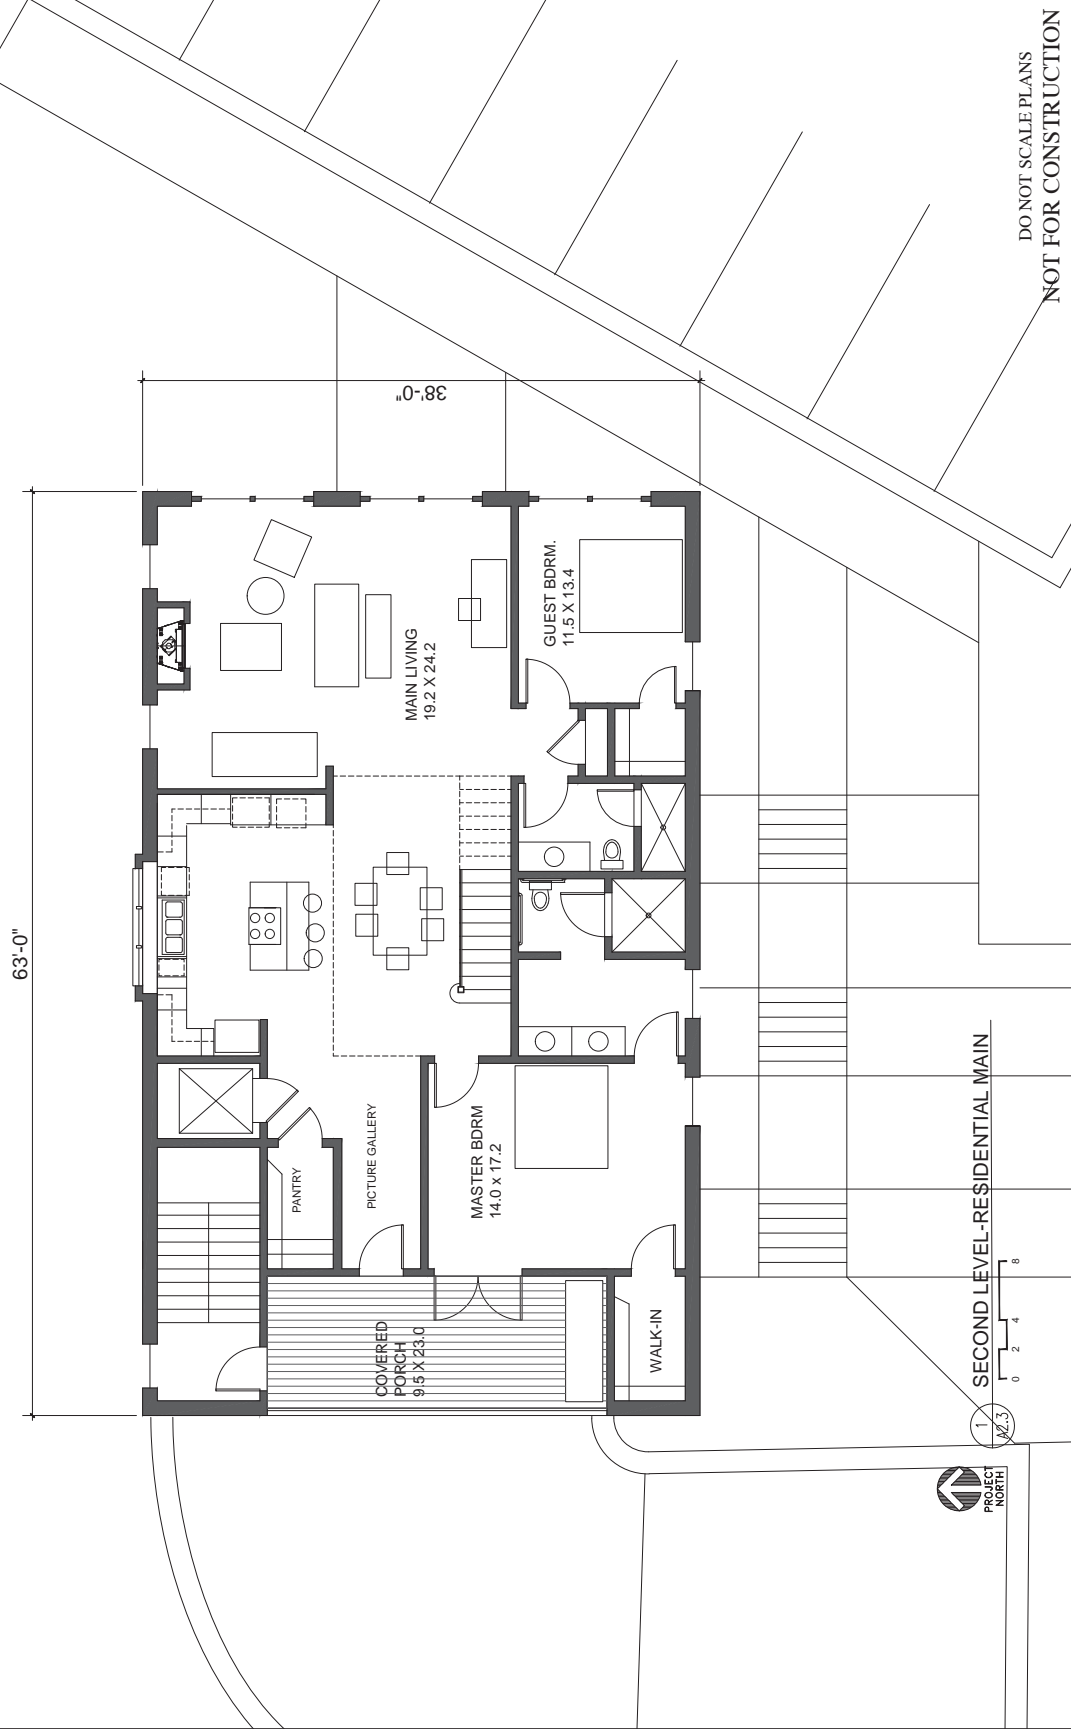 63'-0"
38'-0"
MAIN LIVING
19.2 X 24.2
GUEST BDRM.
11.5 X 13.4
PANTRY
PICTURE GALLERY
MASTER BDRM
14.0 x 17.2
COVERED
PORCH
9.5 X 23.0
WALK-IN
SECOND LEVEL-RESIDENTIAL MAIN
0 2 4 8
1
A2.3
PROJECT
NORTH
DO NOT SCALE PLANS
NOT FOR CONSTRUCTION